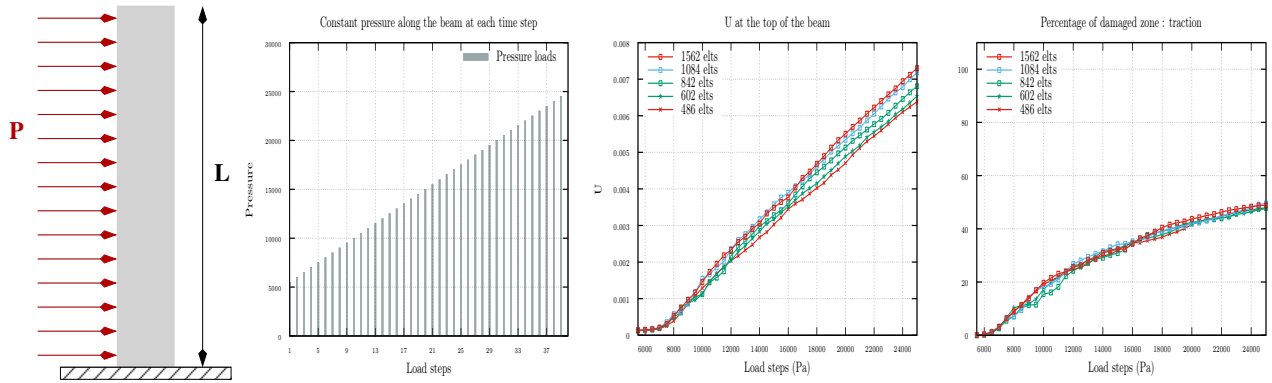 P
L
Constant pressure along the beam at each time step
30000
25000
20000
15000
10000
5000
0
Pressure
Pressure loads
1 5 9 13 17 21 25 29 33 37
Load steps
U at the top of the beam
0.008
0.007
0.006
0.005
0.004
0.003
0.002
0.001
0
U
1562 elts
1084 elts
842 elts
602 elts
486 elts
6000 8000 10000 12000 14000 16000 18000 20000 22000 24000
Load steps (Pa)
Percentage of damaged zone : traction
100
80
60
40
20
0
1562 elts
1084 elts
842 elts
602 elts
486 elts
6000 8000 10000 12000 14000 16000 18000 20000 22000 24000
Load steps (Pa)